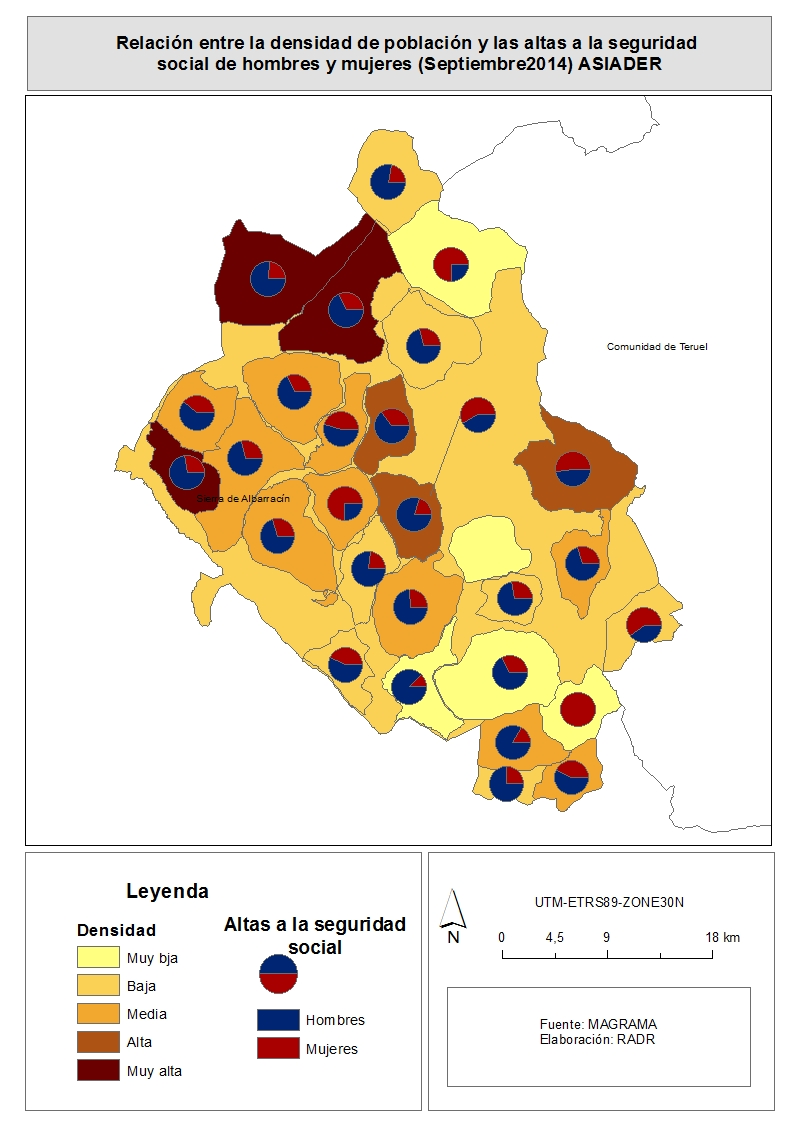 Relación entre la densidad de población y las altas a la seguridad
social de hombres y mujeres (Septiembre2014) ASIADER
Comunidad de Teruel
Sierra de Albarracín
Leyenda
Densidad
Muy bja
Baja
Media
Alta
Muy alta
Altas a la seguridad
social
Hombres
Mujeres
N
UTM-ETRS89-ZONE30N
0 4,5 9 18 km
Fuente: MAGRAMA
Elaboración: RADR